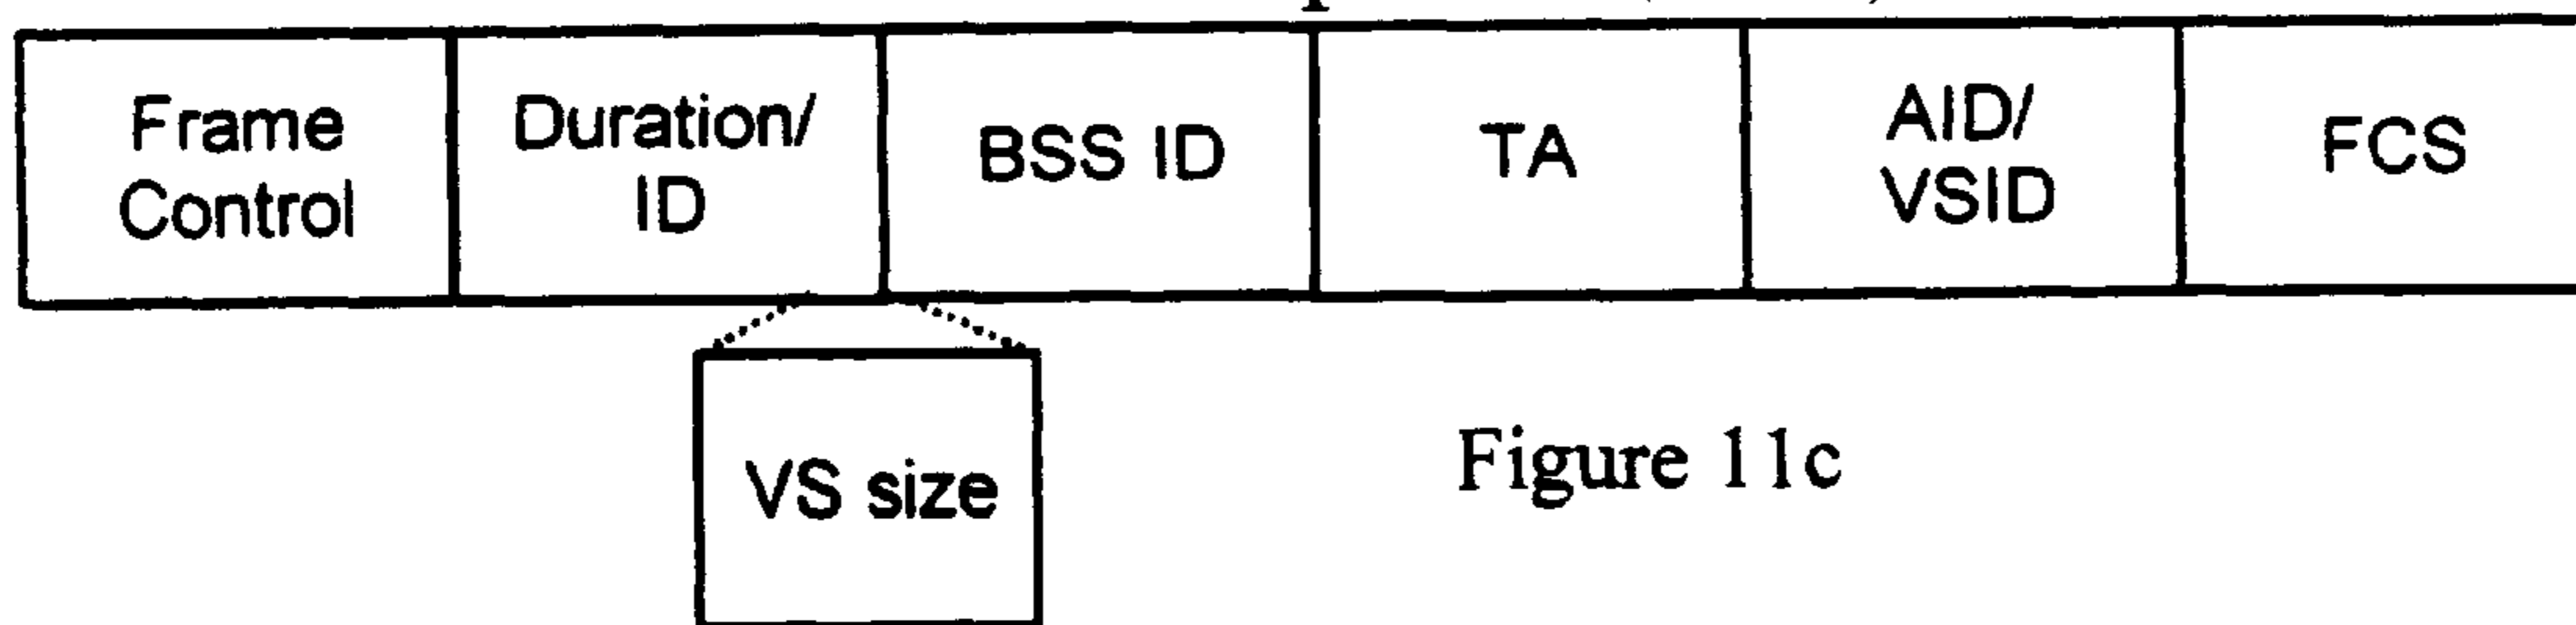 Frame
Control
Duration/
ID
BSS ID
TA
AID/
VSID
FCS
VS size
Figure 11c